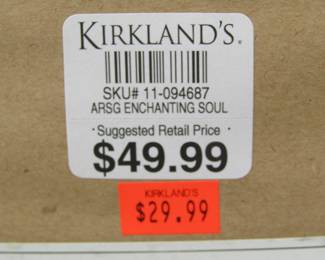 KIRKLAND'S.
SKU# 11-094687
ARSG ENCHANTING SOUL
·Suggested Retail Price ·
$49.99
KIRKLAND'S
$29.99